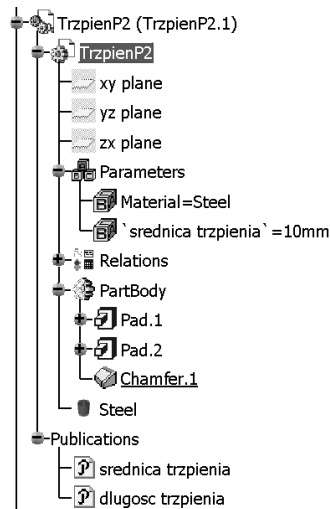 TrzpienP2 (TrzpienP2.1)
TrzpienP2
xy plane
yz plane
zx plane
Parameters
Material=Steel
`srednica trzpienia`=10mm
Relations
PartBody
Pad.1
Pad.2
Chamfer.1
Steel
Publications
srednica trzpienia
dlugosc trzpienia